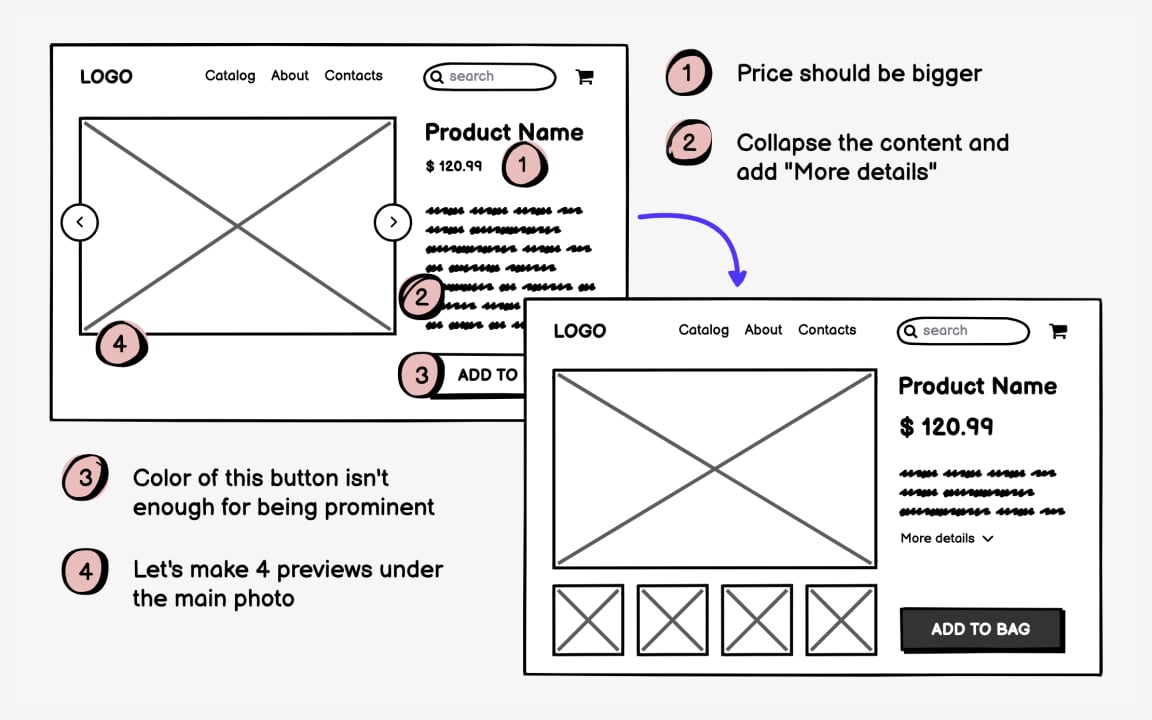 LOGO
Catalog About Contacts
search
Product Name
$ 120.99
1
2
3
4
ADD TO
1
Price should be bigger
2
Collapse the content and
add "More details"
3
Color of this button isn't
enough for being prominent
4
Let's make 4 previews under
the main photo
LOGO
Catalog About Contacts
search
Product Name
$ 120.99
More details
ADD TO BAG